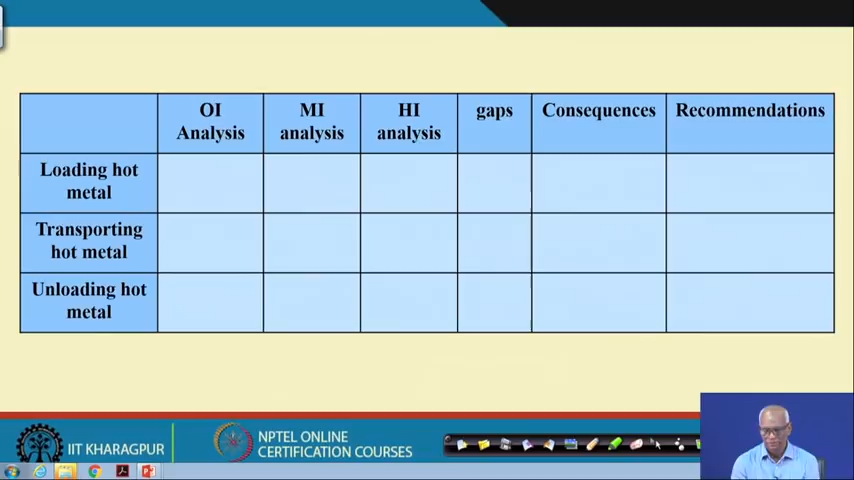 OI
Analysis
MI
analysis
HI
analysis
gaps
Consequences
Recommendations
Loading hot
metal
Transporting
hot metal
Unloading hot
metal
IIT KHARAGPUR
NPTEL ONLINE
CERTIFICATION COURSES